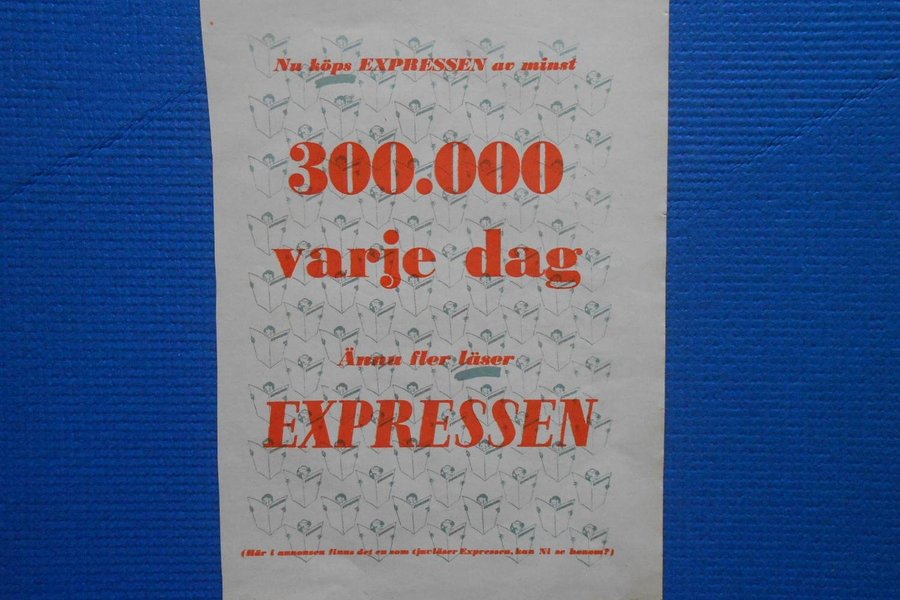 Nu köps EXPRESSEN av minst
300.000
varje dag
Ännu fler läser
EXPRESSEN
(Här i annonsen finns det en som tjuvläser Expressen, kan Ni se honom?)